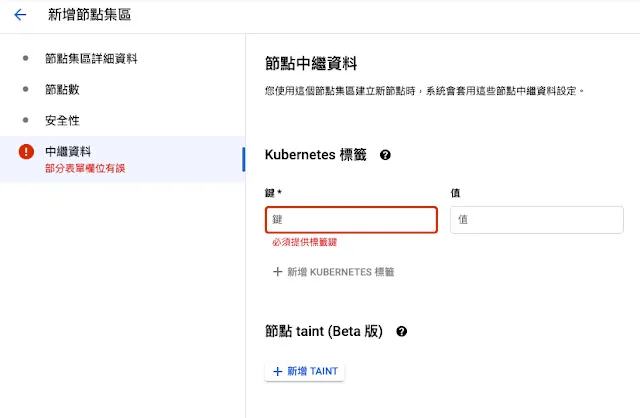 新增節點集區
節點集區詳細資料
節點數
安全性
中繼資料
部分表單欄位有誤
節點中繼資料
您使用這個節點集區建立新節點時，系統會套用這些節點中繼資料設定。
Kubernetes 標籤
鍵 * 值
鍵 值
必須提供標籤鍵
+ 新增 KUBERNETES 標籤
節點 taint (Beta 版)
+ 新增 TAINT